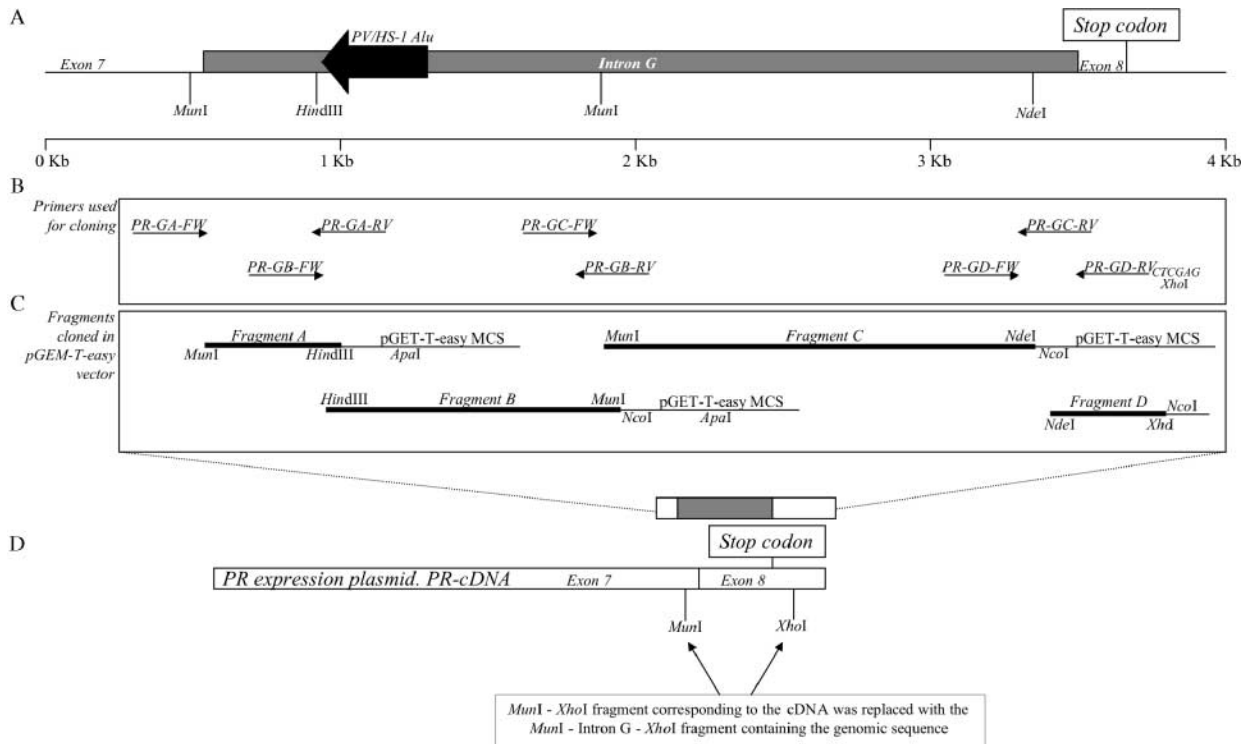 A
Stop codon
PV/HS-1 Alu
Exon 7
Intron G
Exon 8
MunI
HindIII
MunI
NdeI
0 Kb
1 Kb
2 Kb
3 Kb
4 Kb
B
Primers used
for cloning
PR-GA-FW
PR-GA-RV
PR-GC-FW
PR-GC-RV
PR-GB-FW
PR-GB-RV
PR-GD-FW
PR-GD-RV
CTCGAG
XhoI
C
Fragments
cloned in
pGEM-T-easy
vector
Fragment A
pGET-T-easy MCS
MunI
HindIII
ApaI
MunI
Fragment C
NdeI
pGET-T-easy MCS
NcoI
HindIII
Fragment B
MunI
pGET-T-easy MCS
NcoI
ApaI
Fragment D
NcoI
NdeI
XhoI
D
Stop codon
PR expression plasmid. PR-cDNA
Exon 7
Exon 8
MunI
XhoI
MunI - XhoI fragment corresponding to the cDNA was replaced with the
MunI - Intron G - XhoI fragment containing the genomic sequence